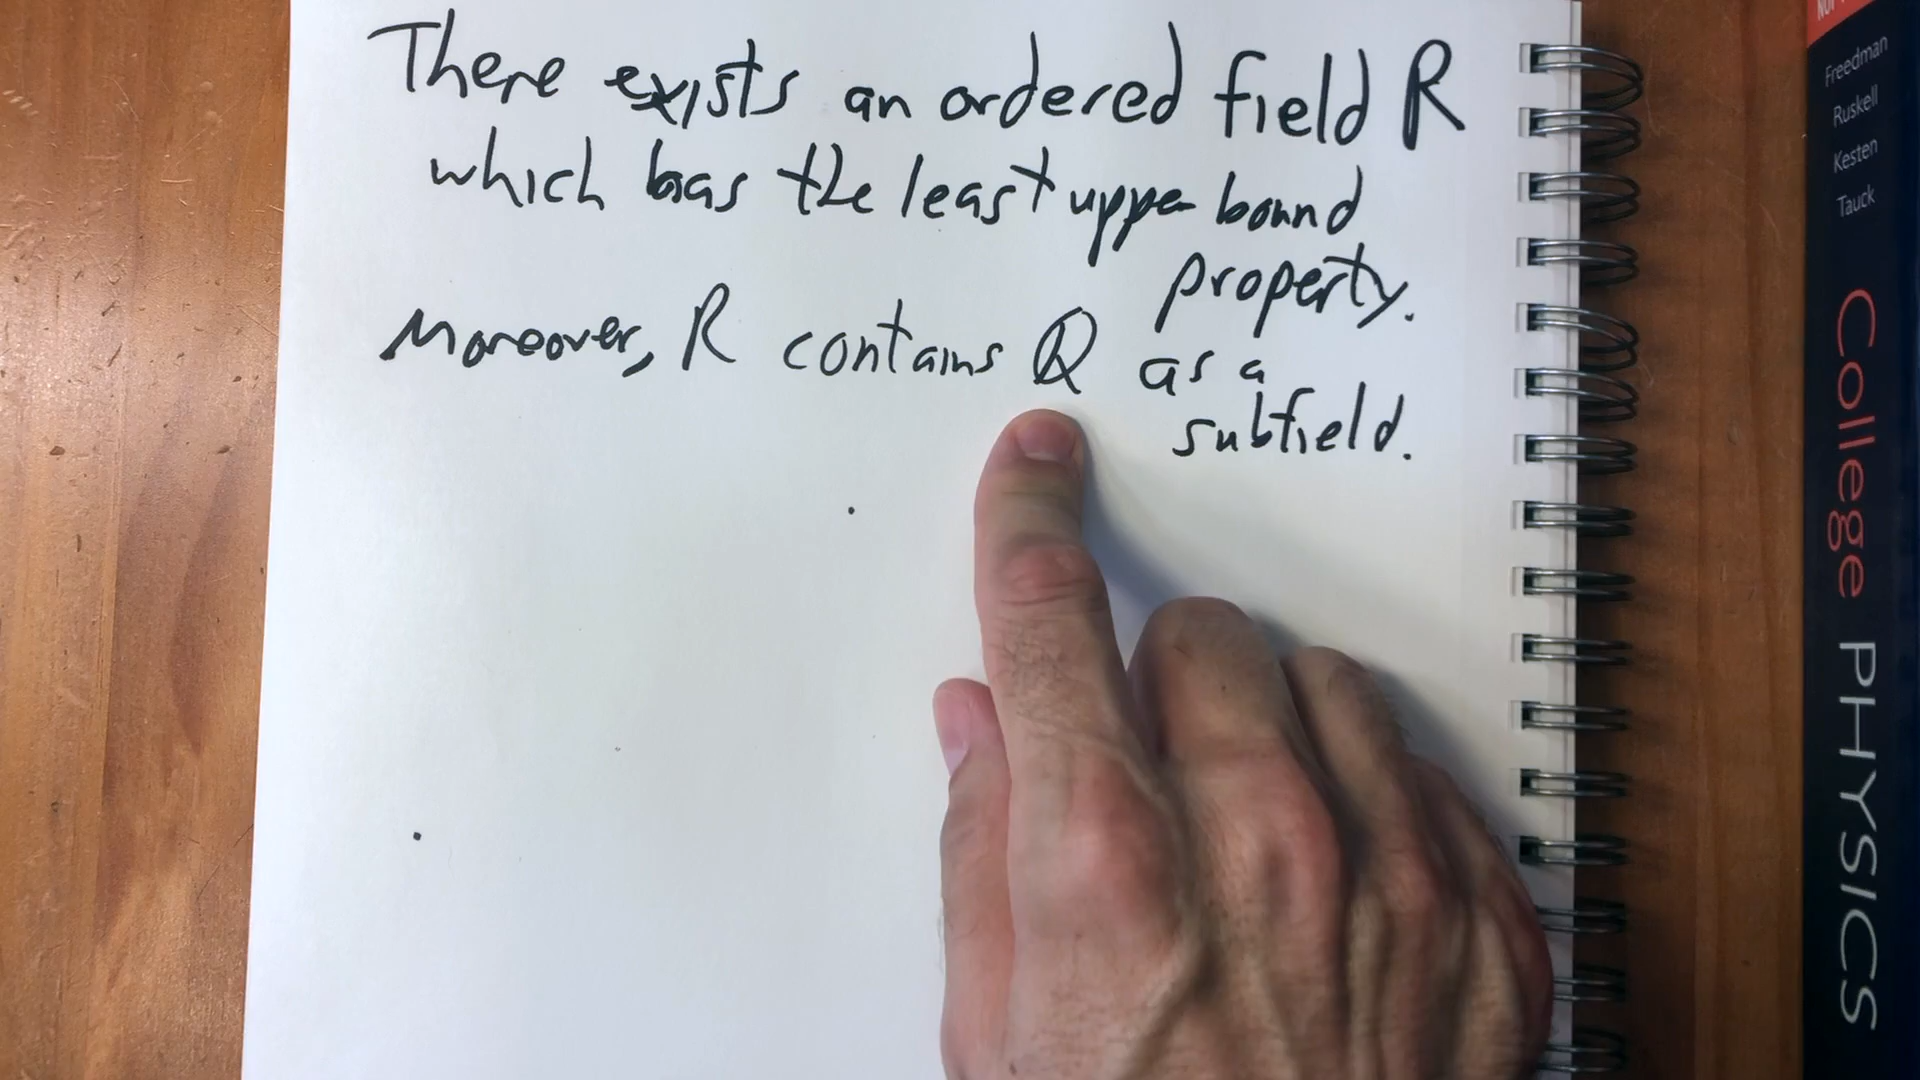 There exists an ordered field R
which has the least upper bound
property.
Moreover, R contains Q as a
subfield.
Freedman
Ruskell
Kesten
Tauck
College PHYSICS